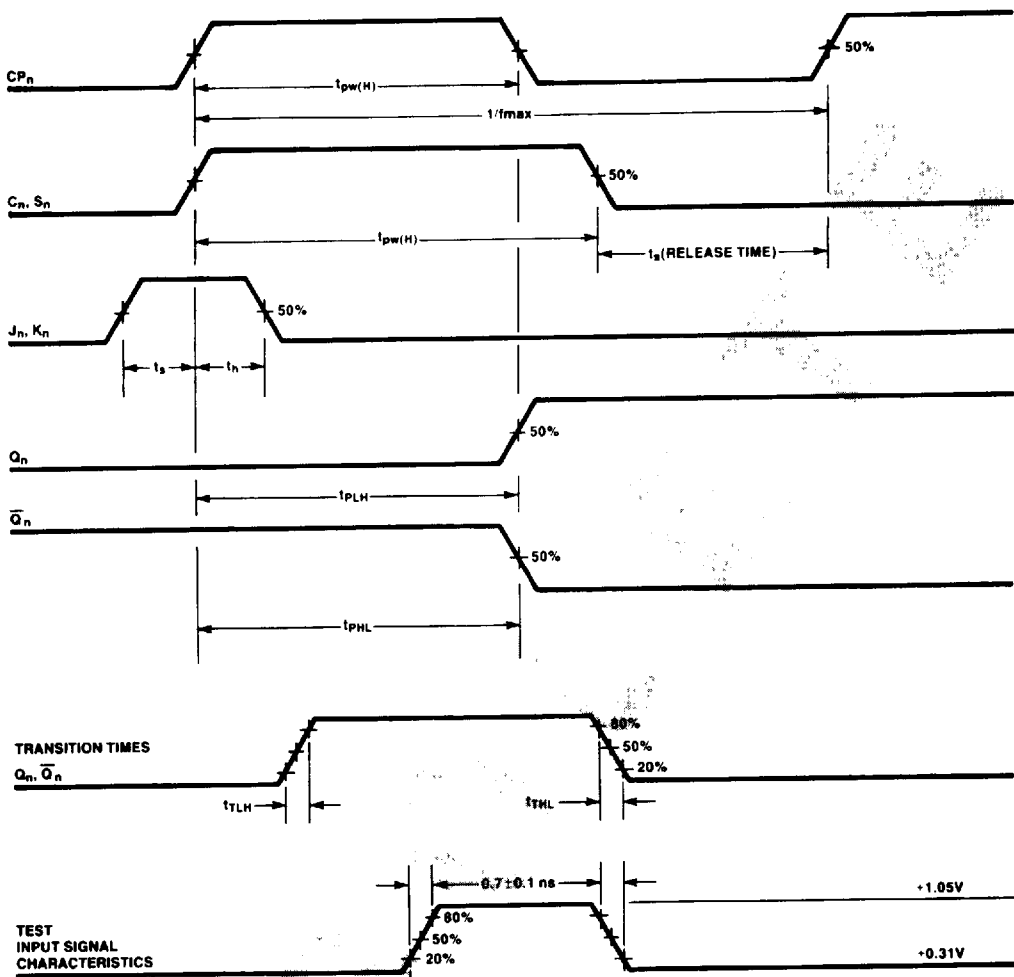 CPn
50%
tpw(H)
1/fmax
Cn, Sn
50%
tpw(H)
ts(RELEASE TIME)
Jn, Kn
50%
ts
th
Qn
50%
tPLH
Q̅n
50%
tPHL
TRANSITION TIMES
Qn, Q̅n
80%
50%
20%
tTLH
tTHL
0.7±0.1 ns
+1.05V
TEST
INPUT SIGNAL
CHARACTERISTICS
80%
50%
20%
+0.31V